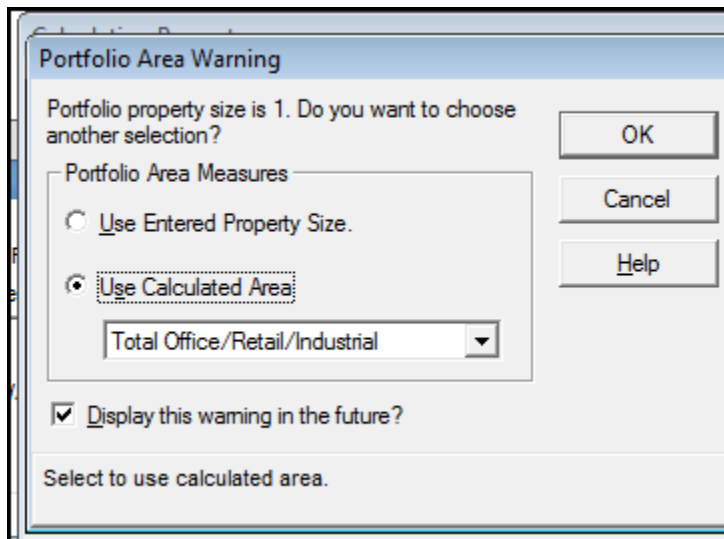 Portfolio Area Warning
Portfolio property size is 1. Do you want to choose
another selection?
OK
Portfolio Area Measures
Cancel
Use Entered Property Size.
Help
Use Calculated Area
Total Office/Retail/Industrial
Display this warning in the future?
Select to use calculated area.